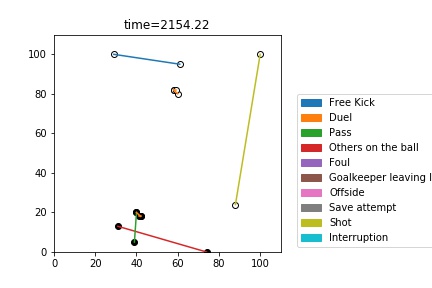 time=2154.22
100
80
60
40
20
0
0 20 40 60 80 100
Free Kick
Duel
Pass
Others on the ball
Foul
Goalkeeper leaving l
Offside
Save attempt
Shot
Interruption